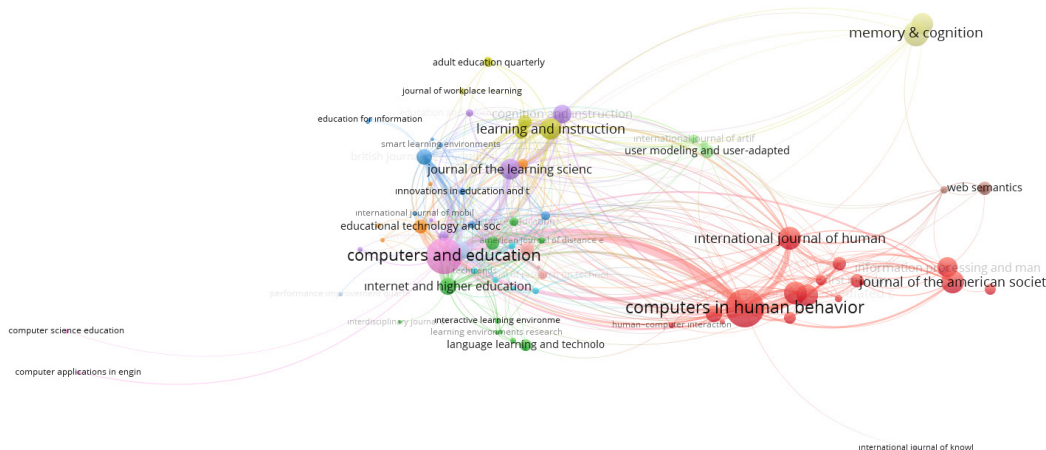 memory & cognition
adult education quarterly
journal of workplace learning
cognition and instruction
education for information
learning and instruction
international journal of artif
smart learning environments
user modeling and user-adapted
british journ
journal of the learning scienc
web semantics
innovations in education and t
international journal of mobil
educational technology and soc
american journal of distance e
international journal of human
computers and education
information processing and man
internet and higher education
journal of the american societ
computers in human behavior
interdisciplinary journ
interactive learning environme
human-computer interaction
computer science education
learning environments research
language learning and technolo
computer applications in engin
international journal of knowl